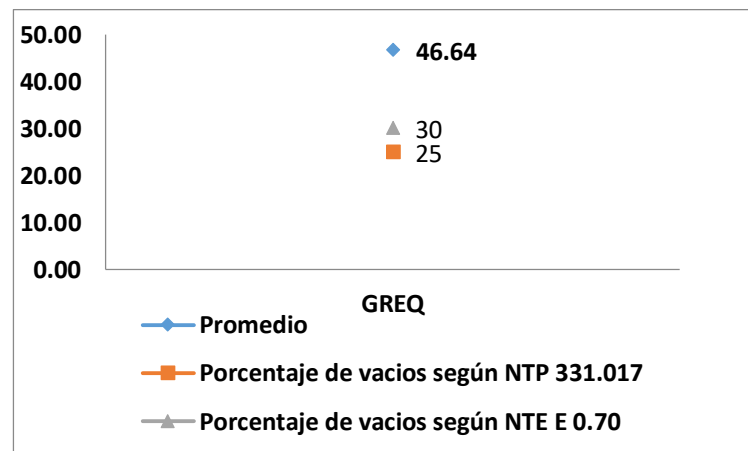 50.00
40.00
30.00
20.00
10.00
0.00
46.64
30
25
GREQ
Promedio
Porcentaje de vacios según NTP 331.017
Porcentaje de vacios según NTE E 0.70